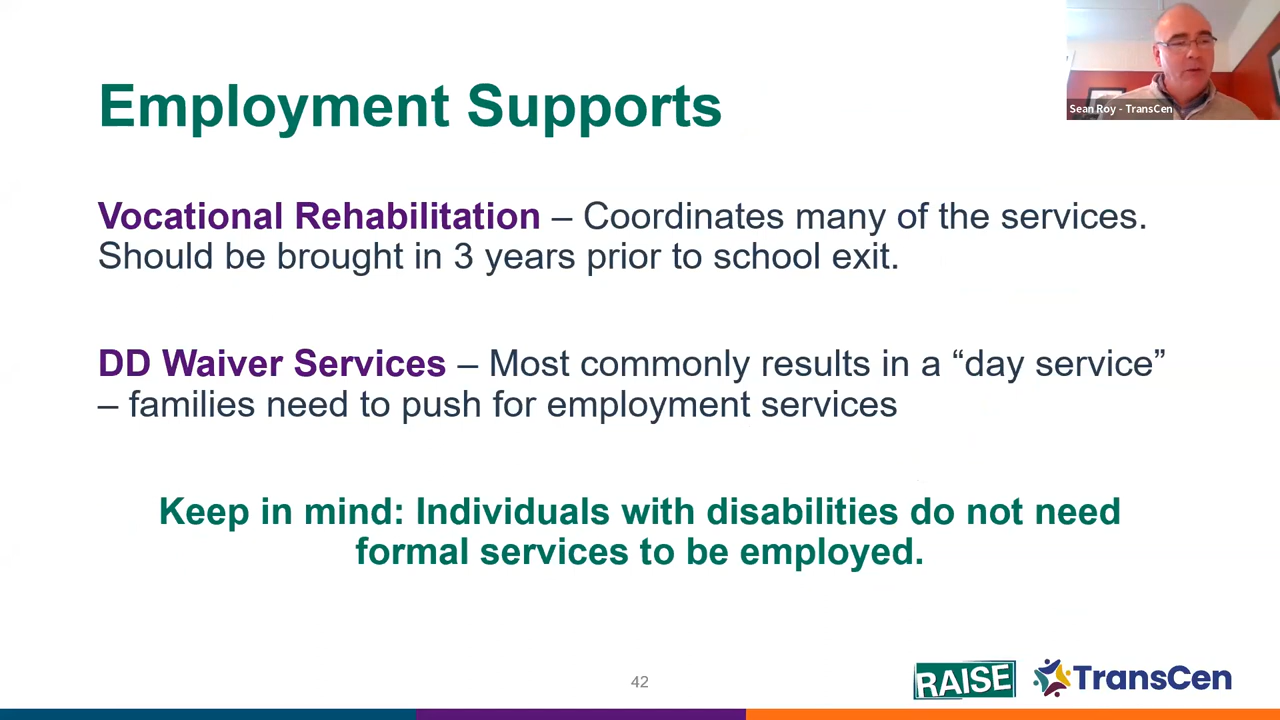 Sean Roy - TransCen
Employment Supports
Vocational Rehabilitation – Coordinates many of the services.
Should be brought in 3 years prior to school exit.
DD Waiver Services – Most commonly results in a “day service”
– families need to push for employment services
Keep in mind: Individuals with disabilities do not need
formal services to be employed.
42
RAISE
TransCen